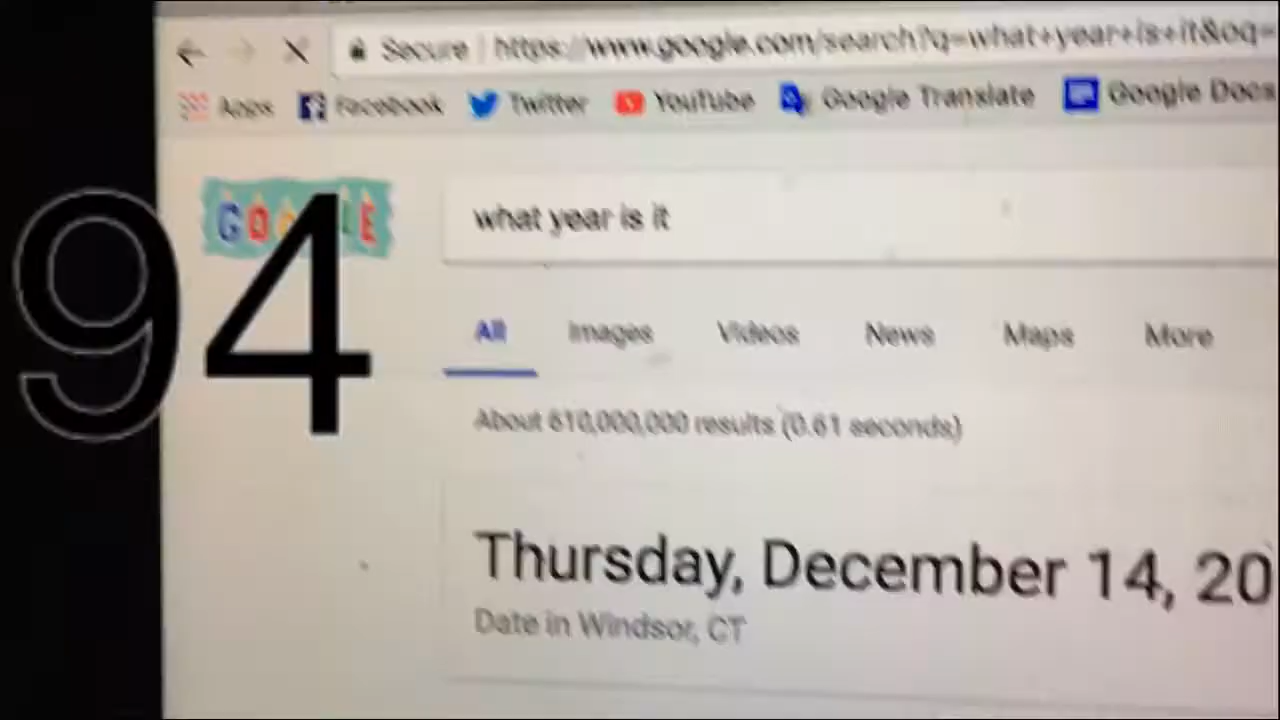 Secure | https://www.google.com/search?q=what+year+is+it&oq=
Apps Facebook Twitter YouTube Google Translate Google Docs
GOOGLE
94
what year is it
All Images Videos News Maps More
About 610,000,000 results (0.61 seconds)
Thursday, December 14, 20
Date in Windsor, CT